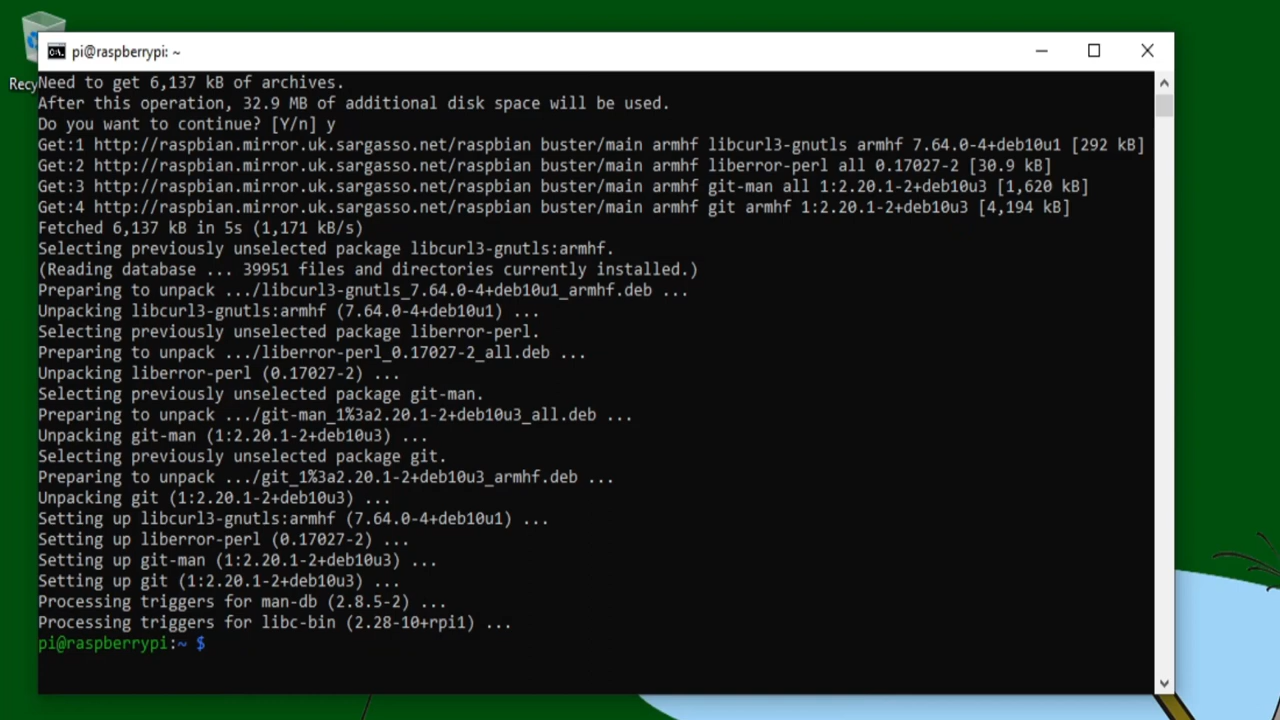 pi@raspberrypi: ~
Recy
Need to get 6,137 kB of archives.
After this operation, 32.9 MB of additional disk space will be used.
Do you want to continue? [Y/n] y
Get:1 http://raspbian.mirror.uk.sargasso.net/raspbian buster/main armhf libcurl3-gnutls armhf 7.64.0-4+deb10u1 [292 kB]
Get:2 http://raspbian.mirror.uk.sargasso.net/raspbian buster/main armhf liberror-perl all 0.17027-2 [30.9 kB]
Get:3 http://raspbian.mirror.uk.sargasso.net/raspbian buster/main armhf git-man all 1:2.20.1-2+deb10u3 [1,620 kB]
Get:4 http://raspbian.mirror.uk.sargasso.net/raspbian buster/main armhf git armhf 1:2.20.1-2+deb10u3 [4,194 kB]
Fetched 6,137 kB in 5s (1,171 kB/s)
Selecting previously unselected package libcurl3-gnutls:armhf.
(Reading database ... 39951 files and directories currently installed.)
Preparing to unpack .../libcurl3-gnutls_7.64.0-4+deb10u1_armhf.deb ...
Unpacking libcurl3-gnutls:armhf (7.64.0-4+deb10u1) ...
Selecting previously unselected package liberror-perl.
Preparing to unpack .../liberror-perl_0.17027-2_all.deb ...
Unpacking liberror-perl (0.17027-2) ...
Selecting previously unselected package git-man.
Preparing to unpack .../git-man_1%3a2.20.1-2+deb10u3_all.deb ...
Unpacking git-man (1:2.20.1-2+deb10u3) ...
Selecting previously unselected package git.
Preparing to unpack .../git_1%3a2.20.1-2+deb10u3_armhf.deb ...
Unpacking git (1:2.20.1-2+deb10u3) ...
Setting up libcurl3-gnutls:armhf (7.64.0-4+deb10u1) ...
Setting up liberror-perl (0.17027-2) ...
Setting up git-man (1:2.20.1-2+deb10u3) ...
Setting up git (1:2.20.1-2+deb10u3) ...
Processing triggers for man-db (2.8.5-2) ...
Processing triggers for libc-bin (2.28-10+rpi1) ...
pi@raspberrypi:~ $